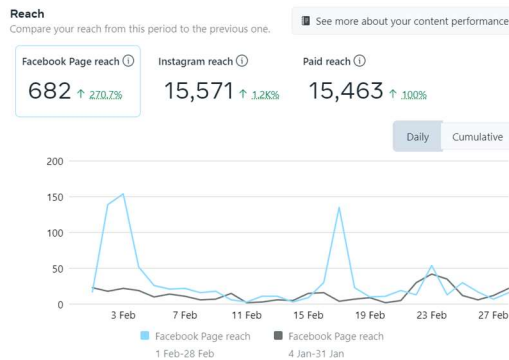 Reach
Compare your reach from this period to the previous one.
See more about your content performance
Facebook Page reach
Instagram reach
Paid reach
682 ↑ 270.7%
15,571 ↑ 1.2K%
15,463 ↑ 100%
Daily
Cumulative
200
150
100
50
0
3 Feb
7 Feb
11 Feb
15 Feb
19 Feb
23 Feb
27 Feb
Facebook Page reach
1 Feb-28 Feb
Facebook Page reach
4 Jan-31 Jan